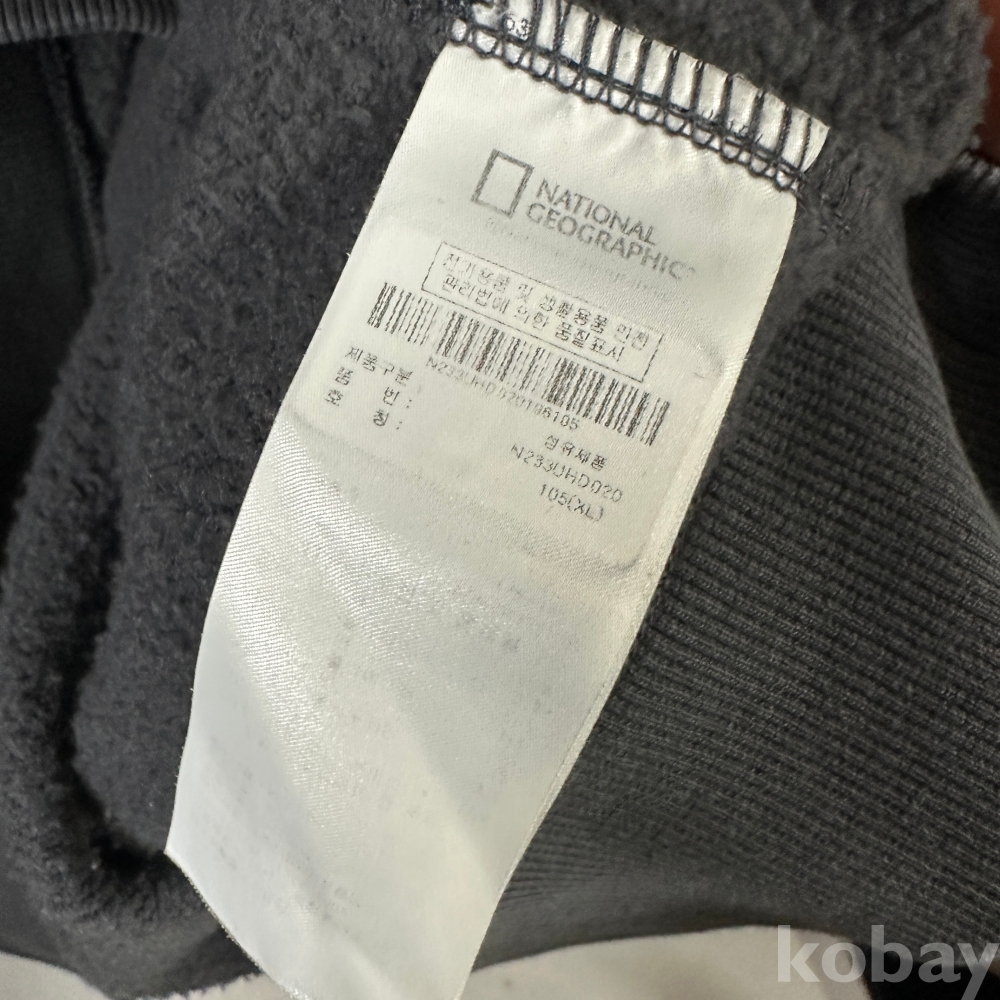 NATIONAL
GEOGRAPHIC
전기용품 및 생활용품 안전
관리법에 의한 품질표시
N233UHD020196105
제품구분 : 섬유제품
품 번 : N233UHD020
호 칭 : 105(XL)
kobay